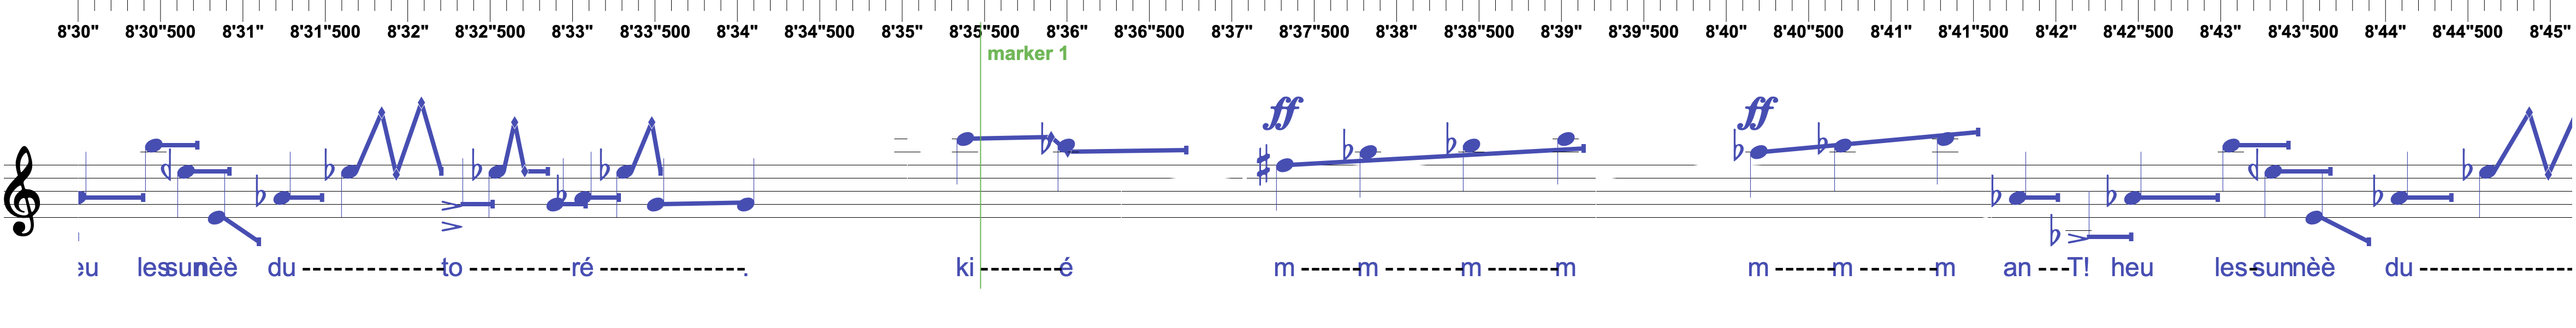 8'30" 8'30"500 8'31" 8'31"500 8'32" 8'32"500 8'33" 8'33"500 8'34" 8'34"500 8'35" 8'35"500 8'36" 8'36"500 8'37" 8'37"500 8'38" 8'38"500 8'39" 8'39"500 8'40" 8'40"500 8'41" 8'41"500 8'42" 8'42"500 8'43" 8'43"500 8'44" 8'44"500 8'45"
marker 1
ff ff
eu les sun nèè du ------------------ to ------------- ré ------------------ . ki ---------- é m -------- m ---------- m --------- m m -------- m ---------- m an ----T! heu les - sun nèè du ------------------